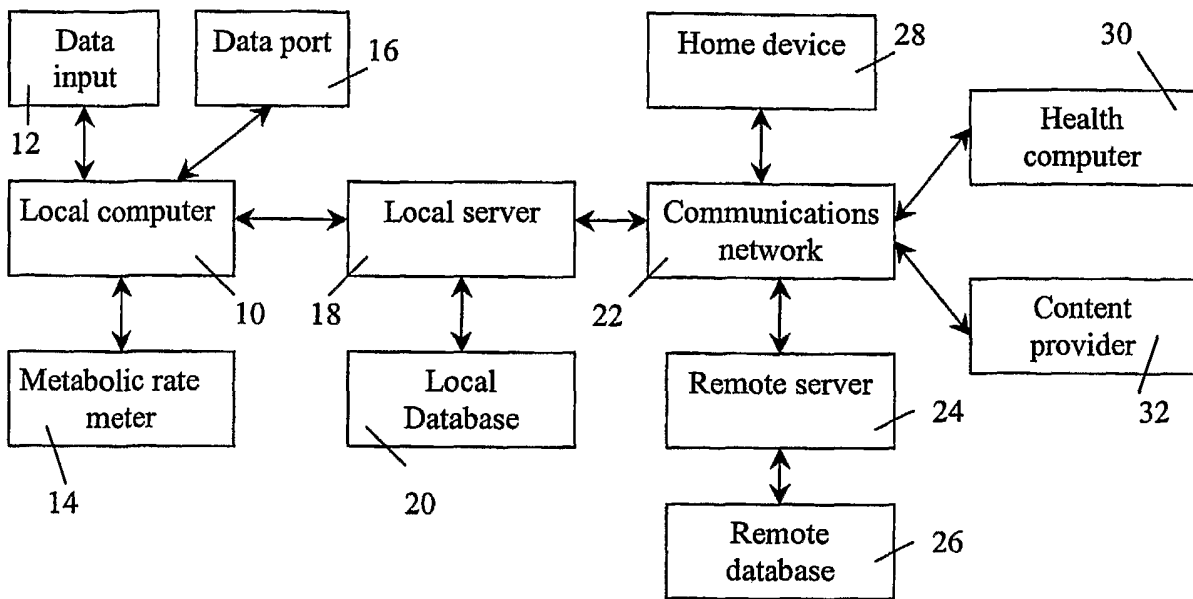 Data
input
12
Data port
16
Home device
28
30
Health
computer
Local computer
10
Local server
18
Communications
network
22
Content
provider
32
Metabolic rate
meter
14
Local
Database
20
Remote server
24
Remote
database
26